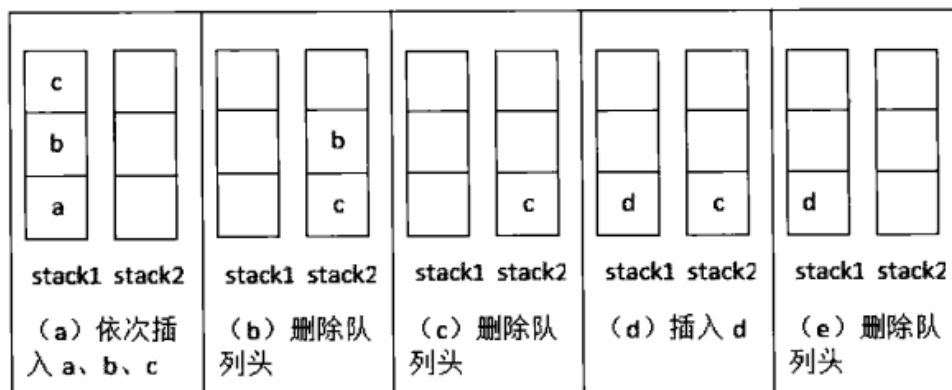 c
b
a
b
c
c
d
c
d
stack1 stack2
stack1 stack2
stack1 stack2
stack1 stack2
stack1 stack2
（a）依次插
入 a、b、c
（b）删除队
列头
（c）删除队
列头
（d）插入 d
（e）删除队
列头